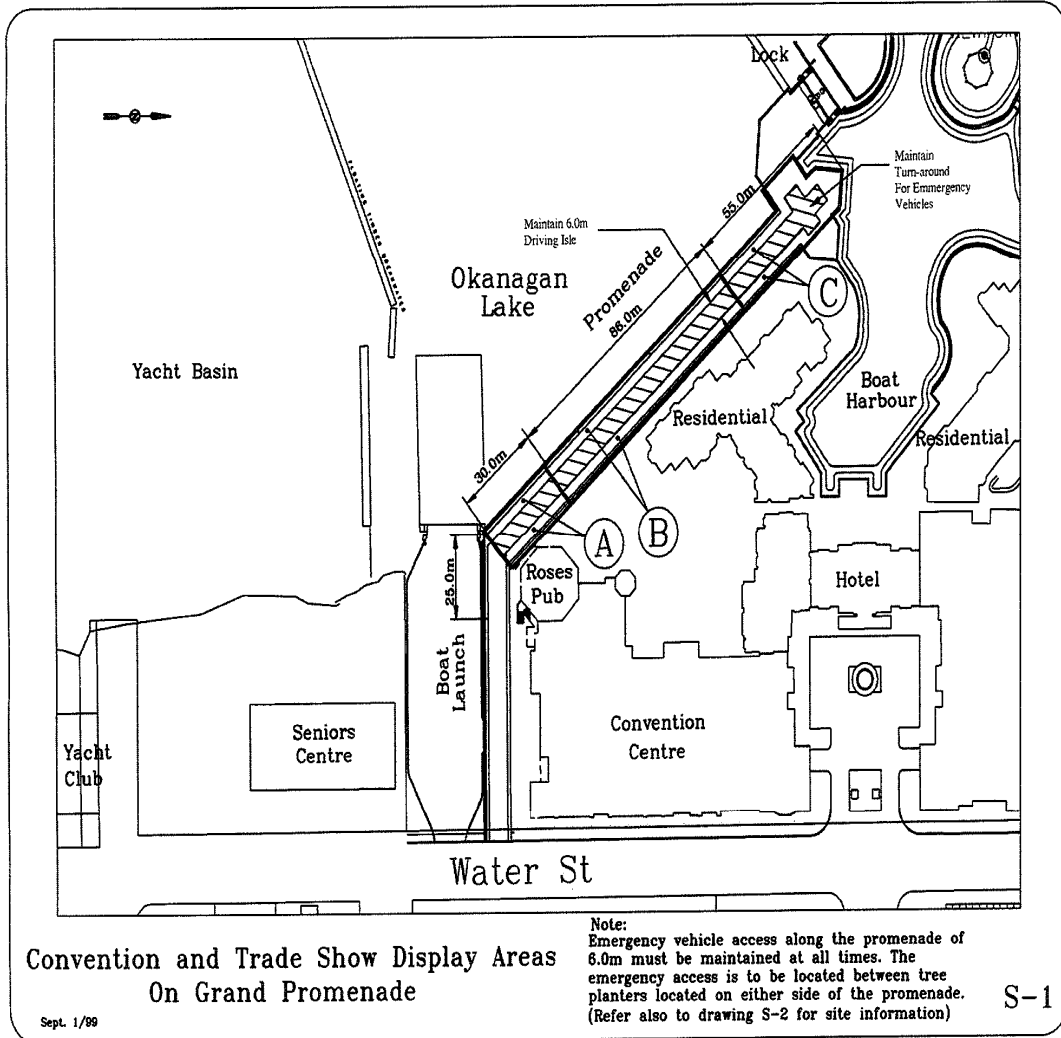 Lock
Maintain
Turn-around
For Emmergency
Vehicles
55.0m
Maintain 6.0m
Driving Isle
FLOATING TIMBER BREAKWATER
Okanagan
Lake
Promenade
86.0m
C
Yacht Basin
Boat
Harbour
Residential
Residential
30.0m
A
B
Roses
Pub
Hotel
25.0m
Boat
Launch
Seniors
Centre
Convention
Centre
Yacht
Club
Water St
Convention and Trade Show Display Areas
On Grand Promenade
Sept. 1/99
Note:
Emergency vehicle access along the promenade of
6.0m must be maintained at all times. The
emergency access is to be located between tree
planters located on either side of the promenade.
(Refer also to drawing S-2 for site information)
S-1